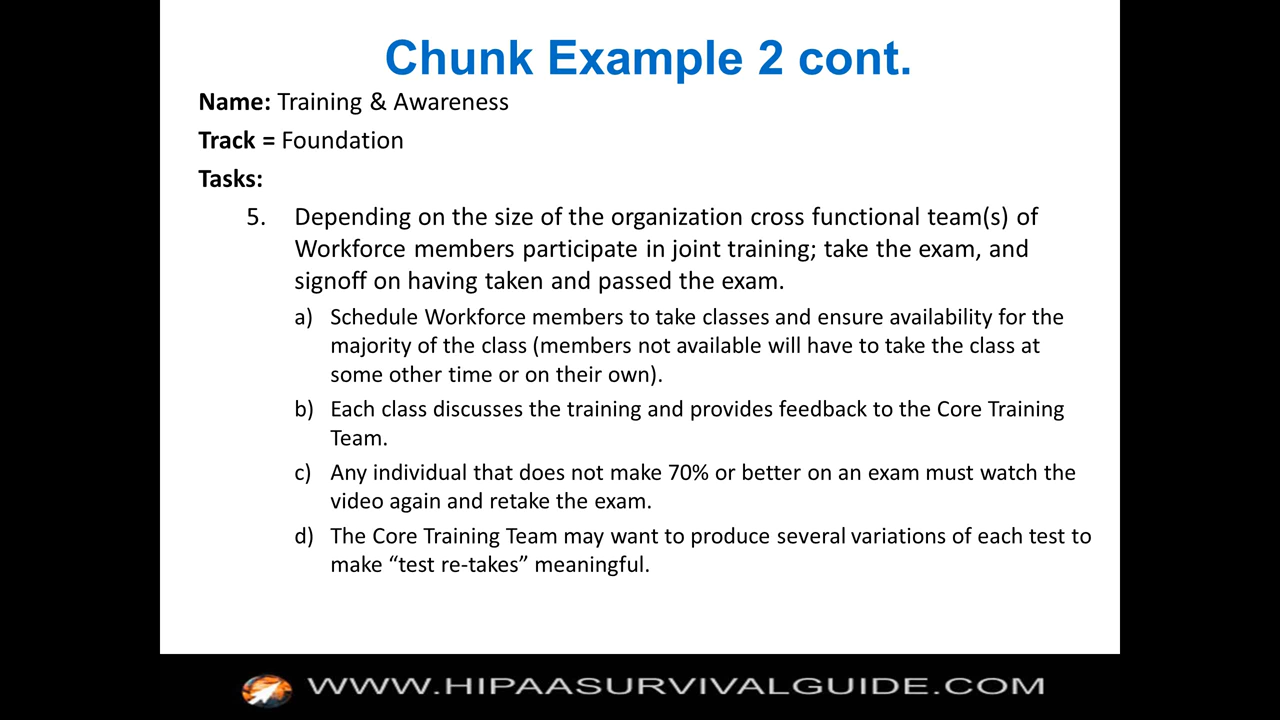 Chunk Example 2 cont.
Name: Training & Awareness
Track = Foundation
Tasks:
5. Depending on the size of the organization cross functional team(s) of
Workforce members participate in joint training; take the exam, and
signoff on having taken and passed the exam.
a) Schedule Workforce members to take classes and ensure availability for the
majority of the class (members not available will have to take the class at
some other time or on their own).
b) Each class discusses the training and provides feedback to the Core Training
Team.
c) Any individual that does not make 70% or better on an exam must watch the
video again and retake the exam.
d) The Core Training Team may want to produce several variations of each test to
make “test re-takes” meaningful.
WWW.HIPAASURVIVALGUIDE.COM